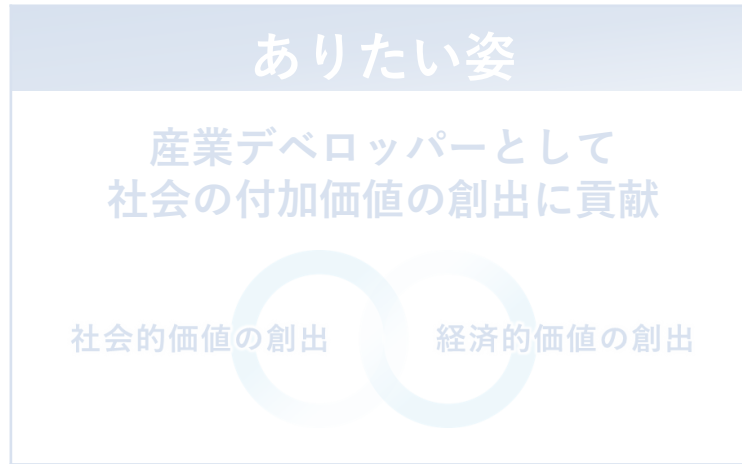 ありたい姿
産業デベロッパーとして
社会の付加価値の創出に貢献
社会的価値の創出
経済的価値の創出